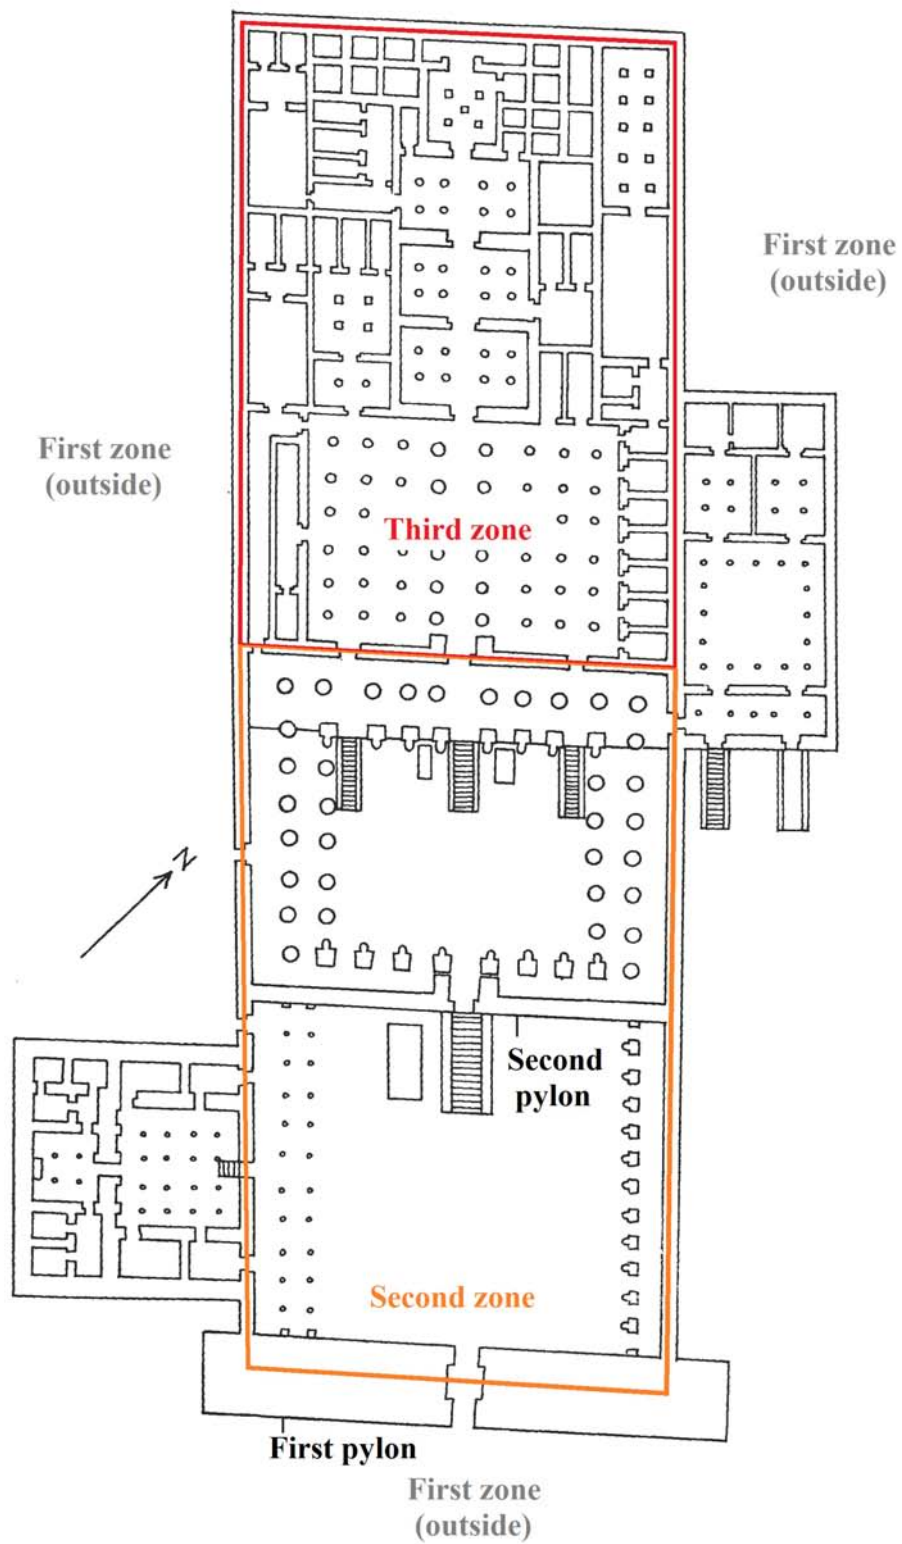 First zone
(outside)
First zone
(outside)
Third zone
N
Second
pylon
Second zone
First pylon
First zone
(outside)